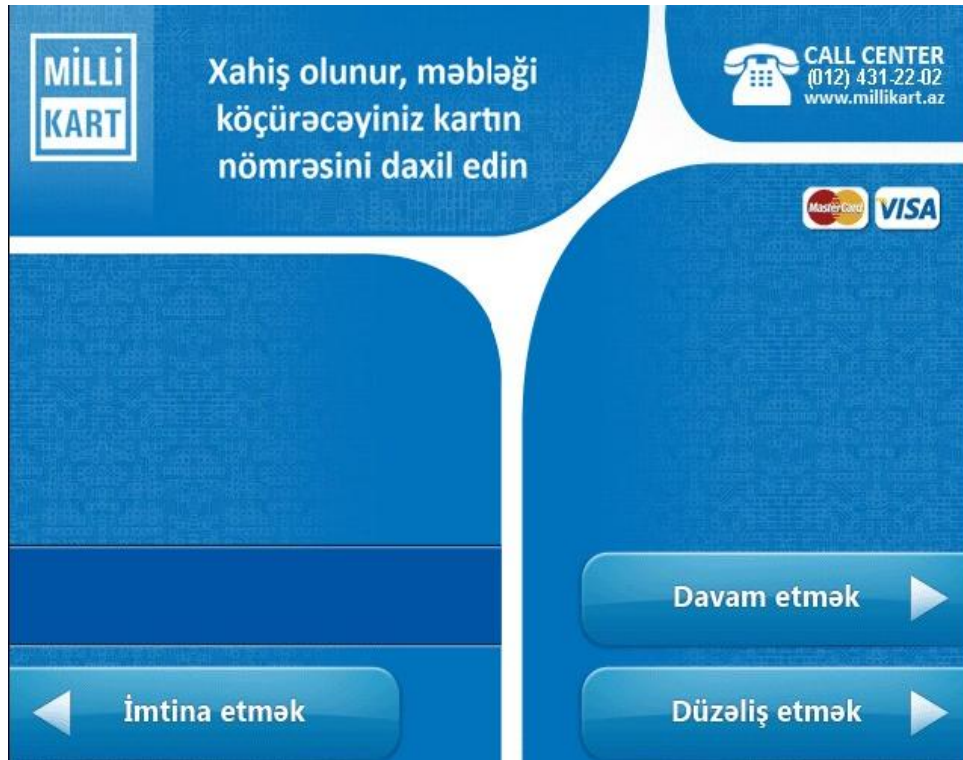 MİLLİ
KART
Xahiş olunur, məbləği
köçürəcəyiniz kartın
nömrəsini daxil edin
CALL CENTER
(012) 431-22-02
www.millikart.az
MasterCard
VISA
Davam etmək
İmtina etmək
Düzəliş etmək